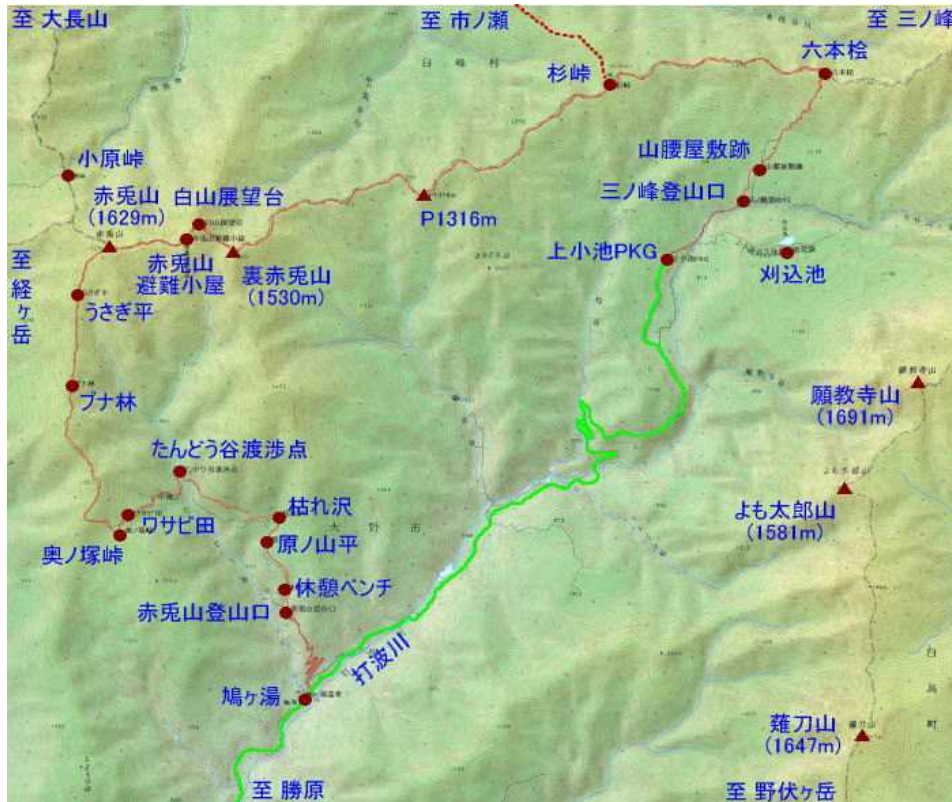 至 大長山
至 市ノ瀬
至 三ノ峰
六本桧
杉峠
小原峠
山腰屋敷跡
赤兎山
(1629m)
白山展望台
三ノ峰登山口
P1316m
上小池PKG
刈込池
赤兎山
避難小屋
裏赤兎山
(1530m)
至 経ヶ岳
うさぎ平
ブナ林
願教寺山
(1691m)
たんどう谷渡渉点
枯れ沢
ワサビ田
よも太郎山
(1581m)
原ノ山平
奥ノ塚峠
休憩ベンチ
赤兎山登山口
打波川
鳩ヶ湯
薙刀山
(1647m)
至 勝原
至 野伏ヶ岳